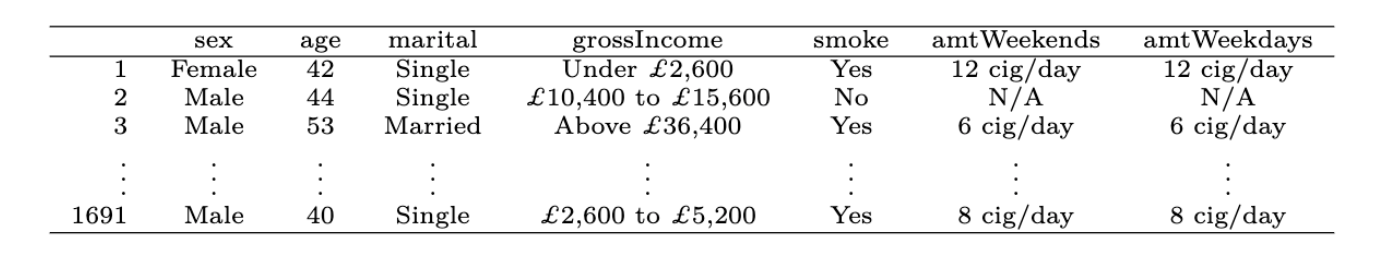 sex age marital grossIncome smoke amtWeekends amtWeekdays
1 Female 42 Single Under £2,600 Yes 12 cig/day 12 cig/day
2 Male 44 Single £10,400 to £15,600 No N/A N/A
3 Male 53 Married Above £36,400 Yes 6 cig/day 6 cig/day
⋮ ⋮ ⋮ ⋮ ⋮ ⋮ ⋮ ⋮
1691 Male 40 Single £2,600 to £5,200 Yes 8 cig/day 8 cig/day